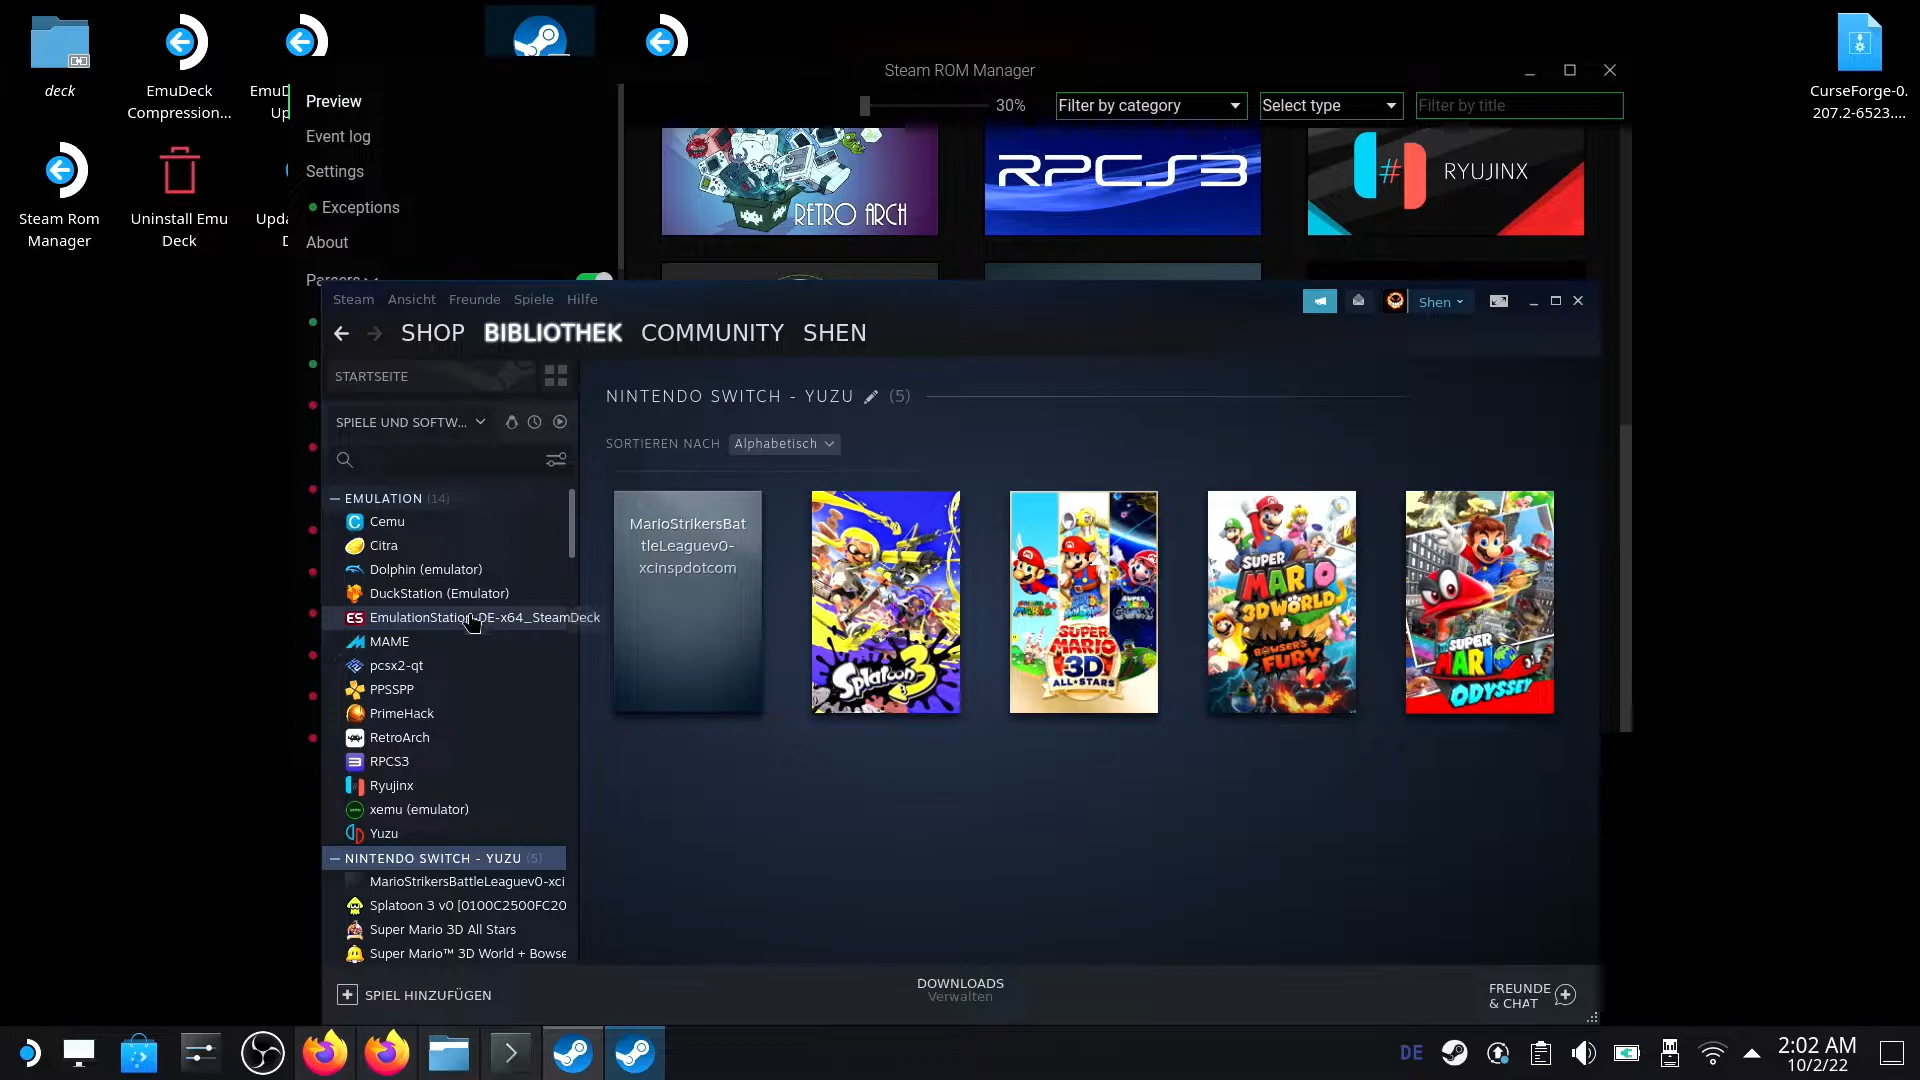 deck
EmuDeck
Compression...
EmuD
Up
CurseForge-0.
207.2-6523....
Steam Rom
Manager
Uninstall Emu
Deck
Upda
D
Steam ROM Manager
Preview
Event log
Settings
Exceptions
About
Parsers
30%
Filter by category
Select type
Filter by title
RETRO ARCH
RPCS3
RYUJINX
Steam Ansicht Freunde Spiele Hilfe
Shen
SHOP BIBLIOTHEK COMMUNITY SHEN
STARTSEITE
SPIELE UND SOFTW...
EMULATION (14)
Cemu
Citra
Dolphin (emulator)
DuckStation (Emulator)
EmulationStation-DE-x64_SteamDeck
MAME
pcsx2-qt
PPSSPP
PrimeHack
RetroArch
RPCS3
Ryujinx
xemu (emulator)
Yuzu
NINTENDO SWITCH - YUZU (5)
MarioStrikersBattleLeaguev0-xci
Splatoon 3 v0 [0100C2500FC20
Super Mario 3D All Stars
Super Mario™ 3D World + Bowse
NINTENDO SWITCH - YUZU (5)
SORTIEREN NACH Alphabetisch
MarioStrikersBat
tleLeaguev0-
xcinspdotcom
Splatoon 3
SUPER
MARIO
3D
ALL★STARS
SUPER
MARIO
3D WORLD
BOWSER'S
FURY
SUPER
MARIO
ODYSSEY
SPIEL HINZUFÜGEN
DOWNLOADS
Verwalten
FREUNDE
& CHAT
DE
2:02 AM
10/2/22